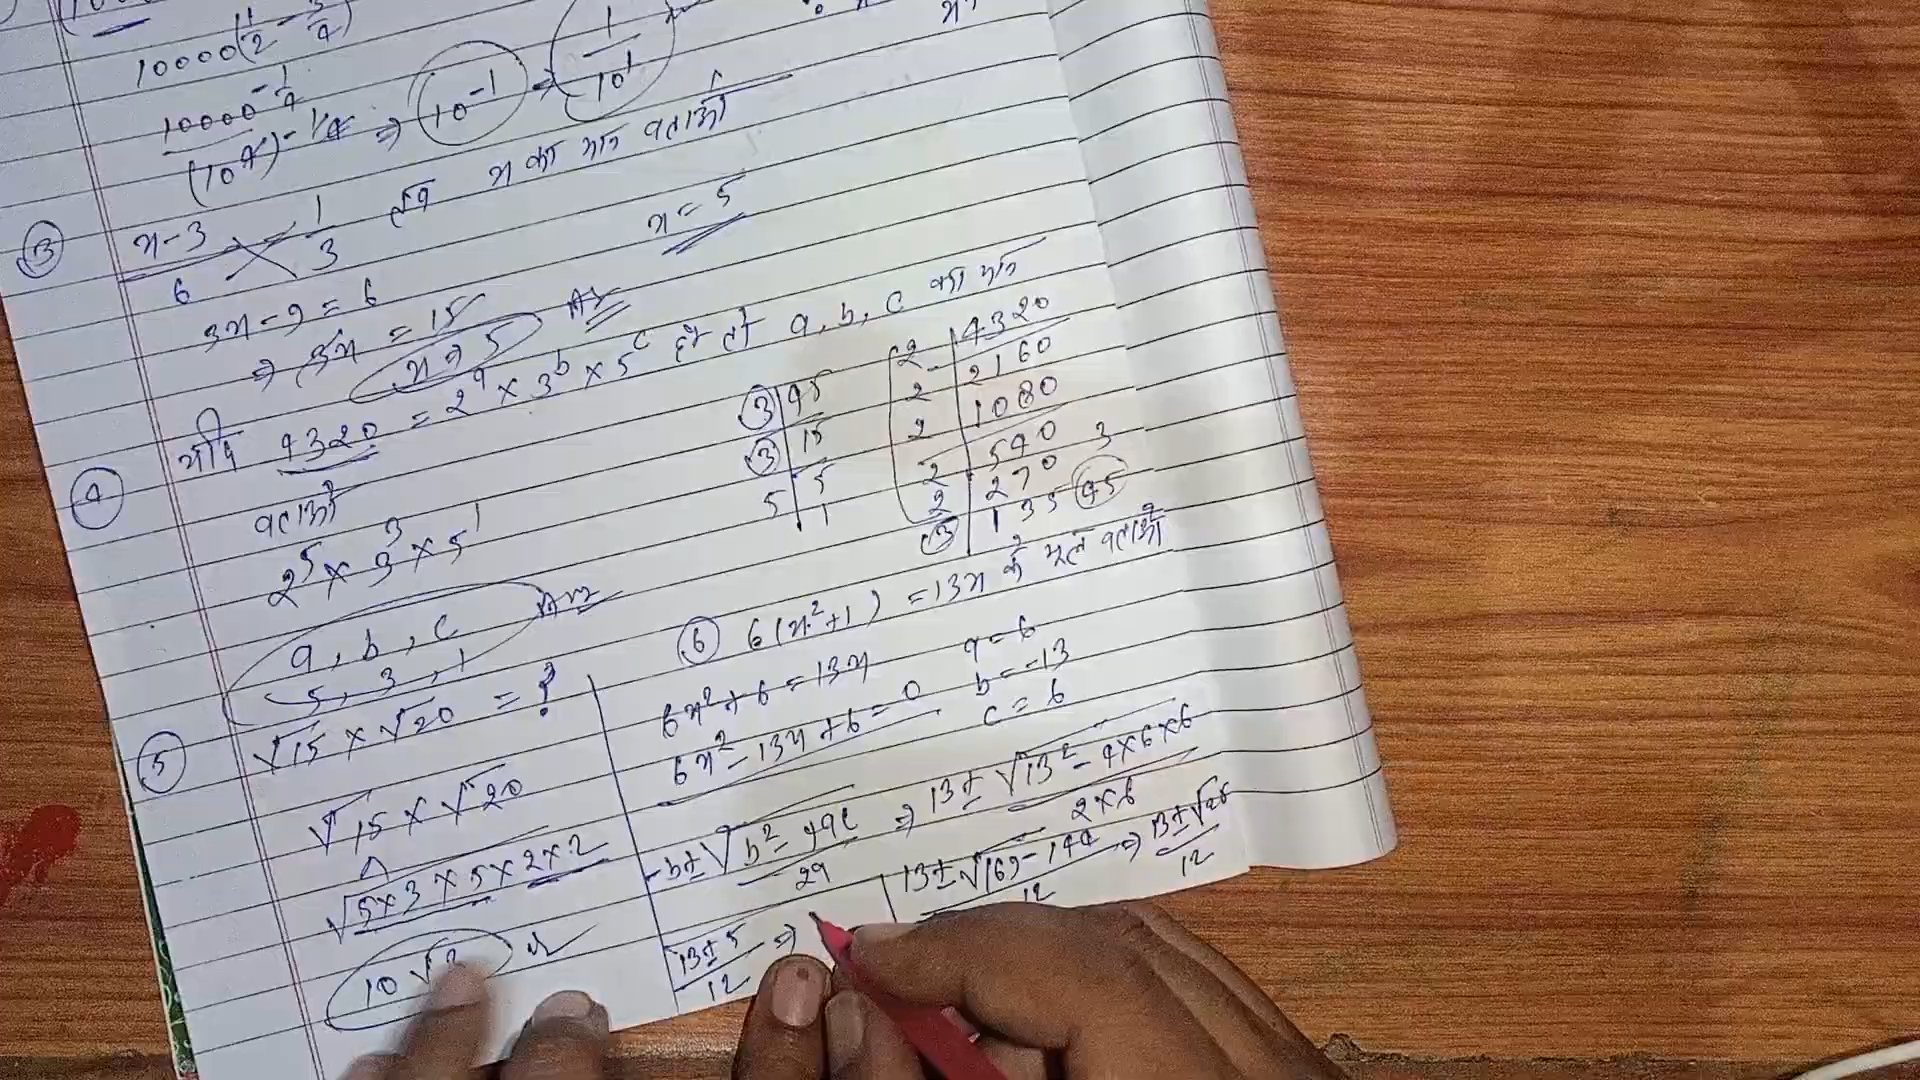 10000(1/2 - 3/4)
10000^-1/4
(10^4)^-1/4 ⇒ 10^-1 ⇒ 1/10^1
③ x-3/6 = 1/3 तब x का मान बताओ
3x-9 = 6
x = 5
⇒ 3x = 15
x = 5 Ans
④ यदि 4320 = 2^a × 3^b × 5^c है तो a, b, c का मान
बताओ
2^5 × 3^3 × 5^1
a, b, c Ans
5, 3, 1
3 | 45
3 | 15
5 | 5
1
2 | 4320
2 | 2160
2 | 1080
2 | 540
2 | 270
3 | 135 45
3
⑤ √15 × √20 = ?
√15 × √20
√5×3×5×2×2
10√3
⑥ 6(x²+1) = 13x के मूल बताओ
6x²+6 = 13x
6x²-13x+6 = 0
a = 6
b = -13
c = 6
-b±√b²-4ac/2a ⇒ 13±√13²-4×6×6/2×6
13±√169-144/12 ⇒ 13±√25/12
13±5/12 ⇒